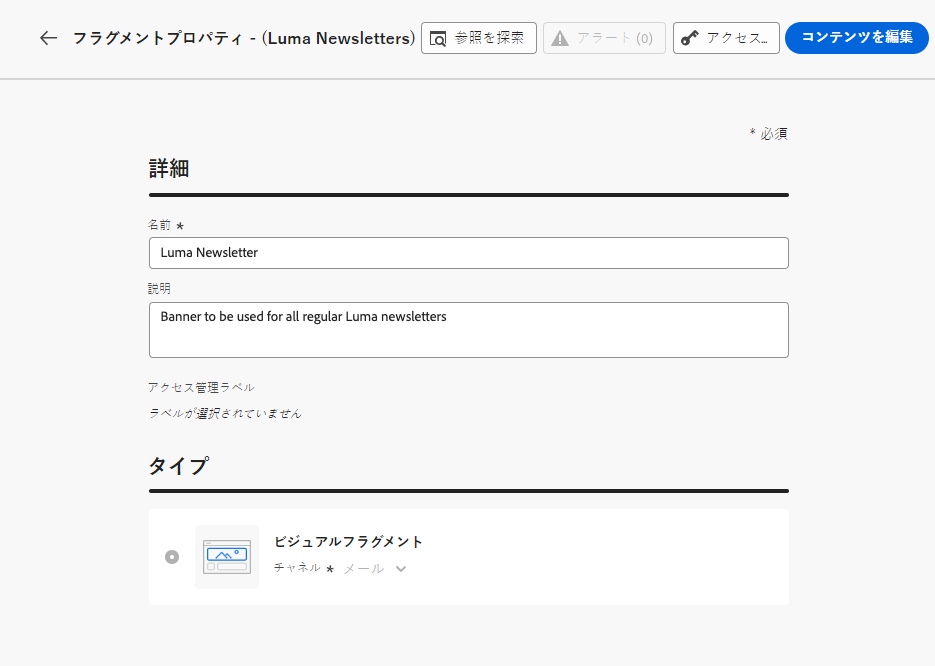 フラグメントプロパティ - (Luma Newsletters) 参照を探索 アラート (0) アクセス... コンテンツを編集
* 必須
詳細
名前 *
Luma Newsletter
説明
Banner to be used for all regular Luma newsletters
アクセス管理ラベル
ラベルが選択されていません
タイプ
ビジュアルフラグメント
チャネル * メール